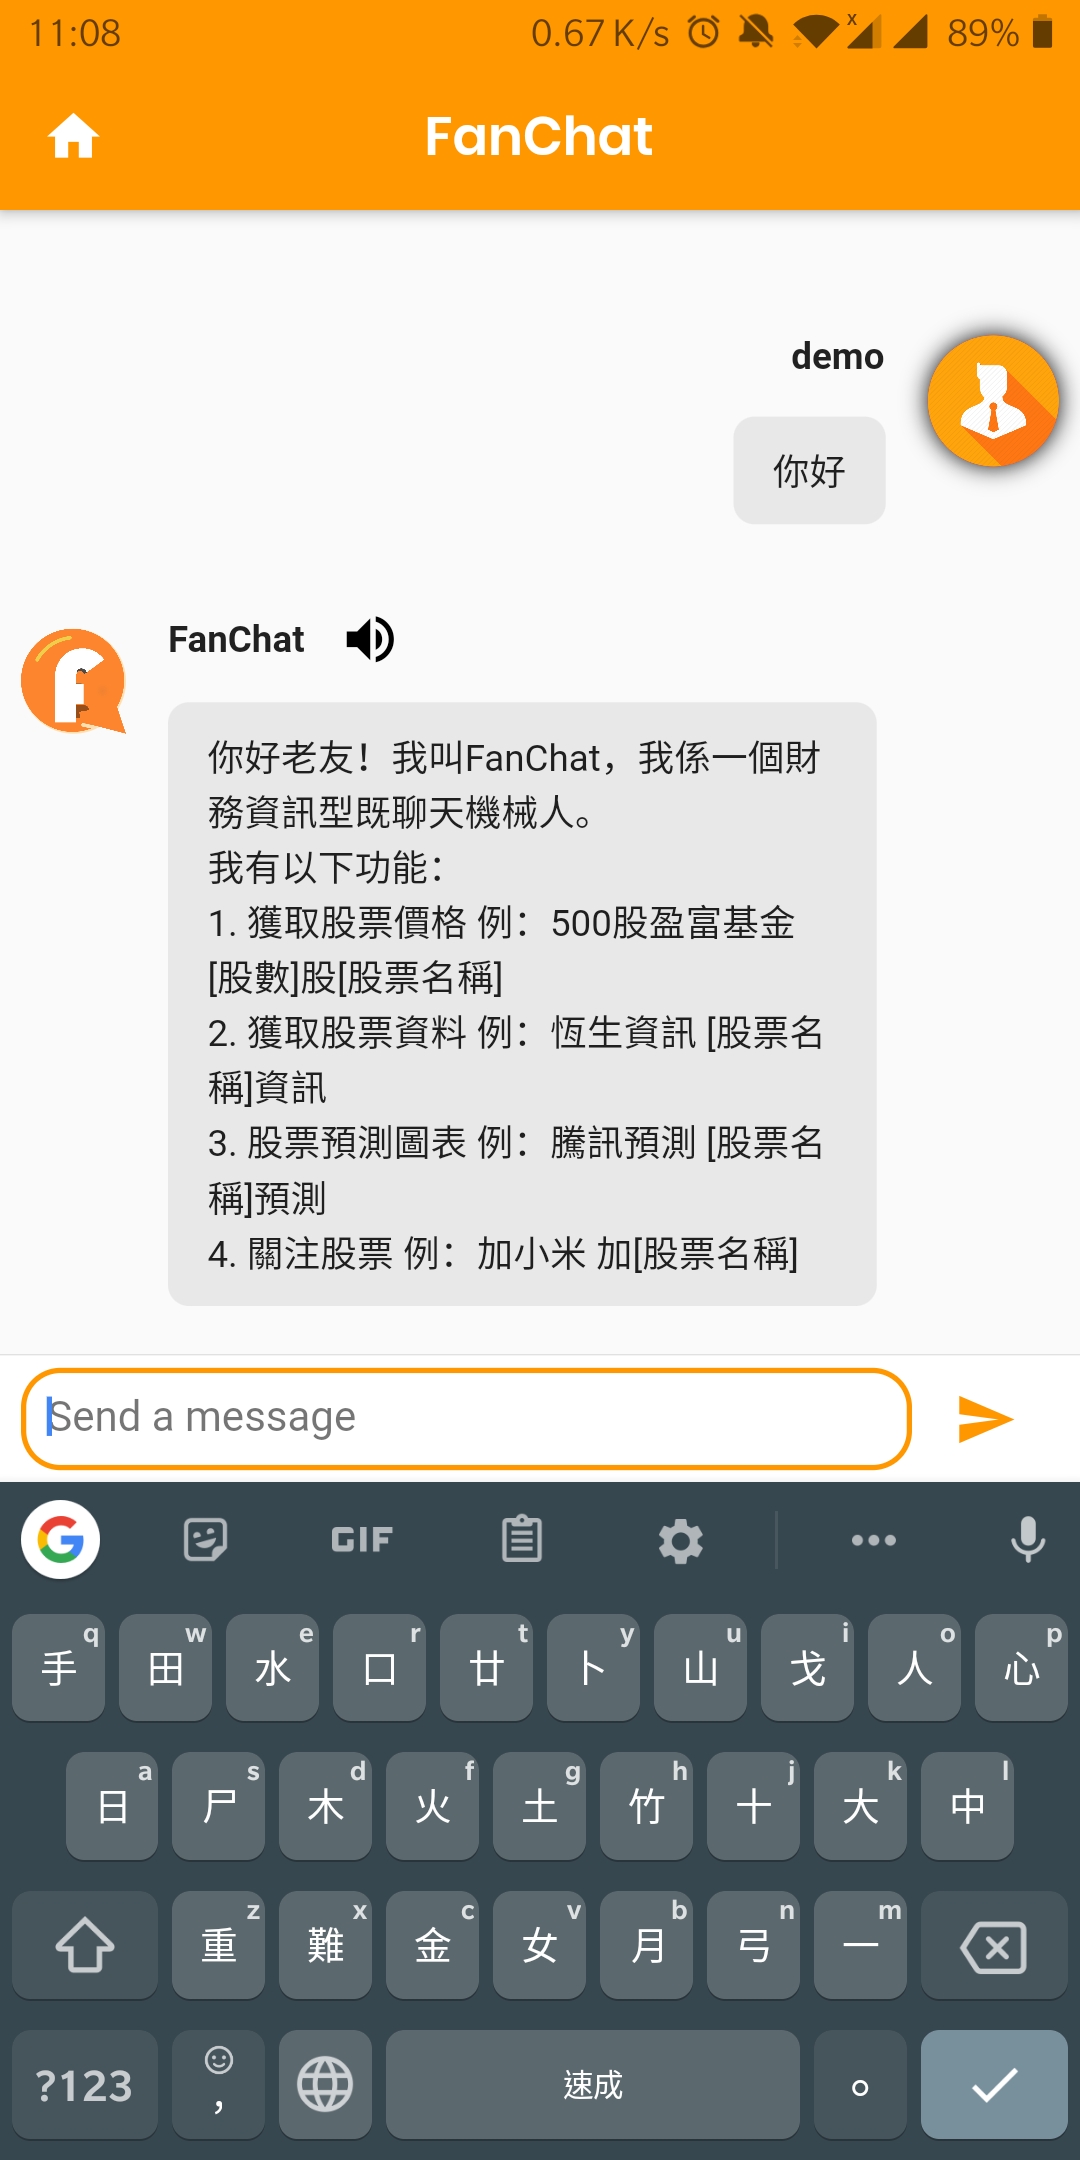 11:08 0.67 K/s x 89%
FanChat
demo
你好
FanChat
你好老友！我叫FanChat，我係一個財
務資訊型既聊天機械人。
我有以下功能：
1. 獲取股票價格 例：500股盈富基金
[股數]股[股票名稱]
2. 獲取股票資料 例：恆生資訊 [股票名
稱]資訊
3. 股票預測圖表 例：騰訊預測 [股票名
稱]預測
4. 關注股票 例：加小米 加[股票名稱]
Send a message
G GIF
q w e r t y u i o p
手 田 水 口 廿 卜 山 戈 人 心
a s d f g h j k l
日 尸 木 火 土 竹 十 大 中
z x c v b n m
重 難 金 女 月 弓 一
?123 ， 速成 。